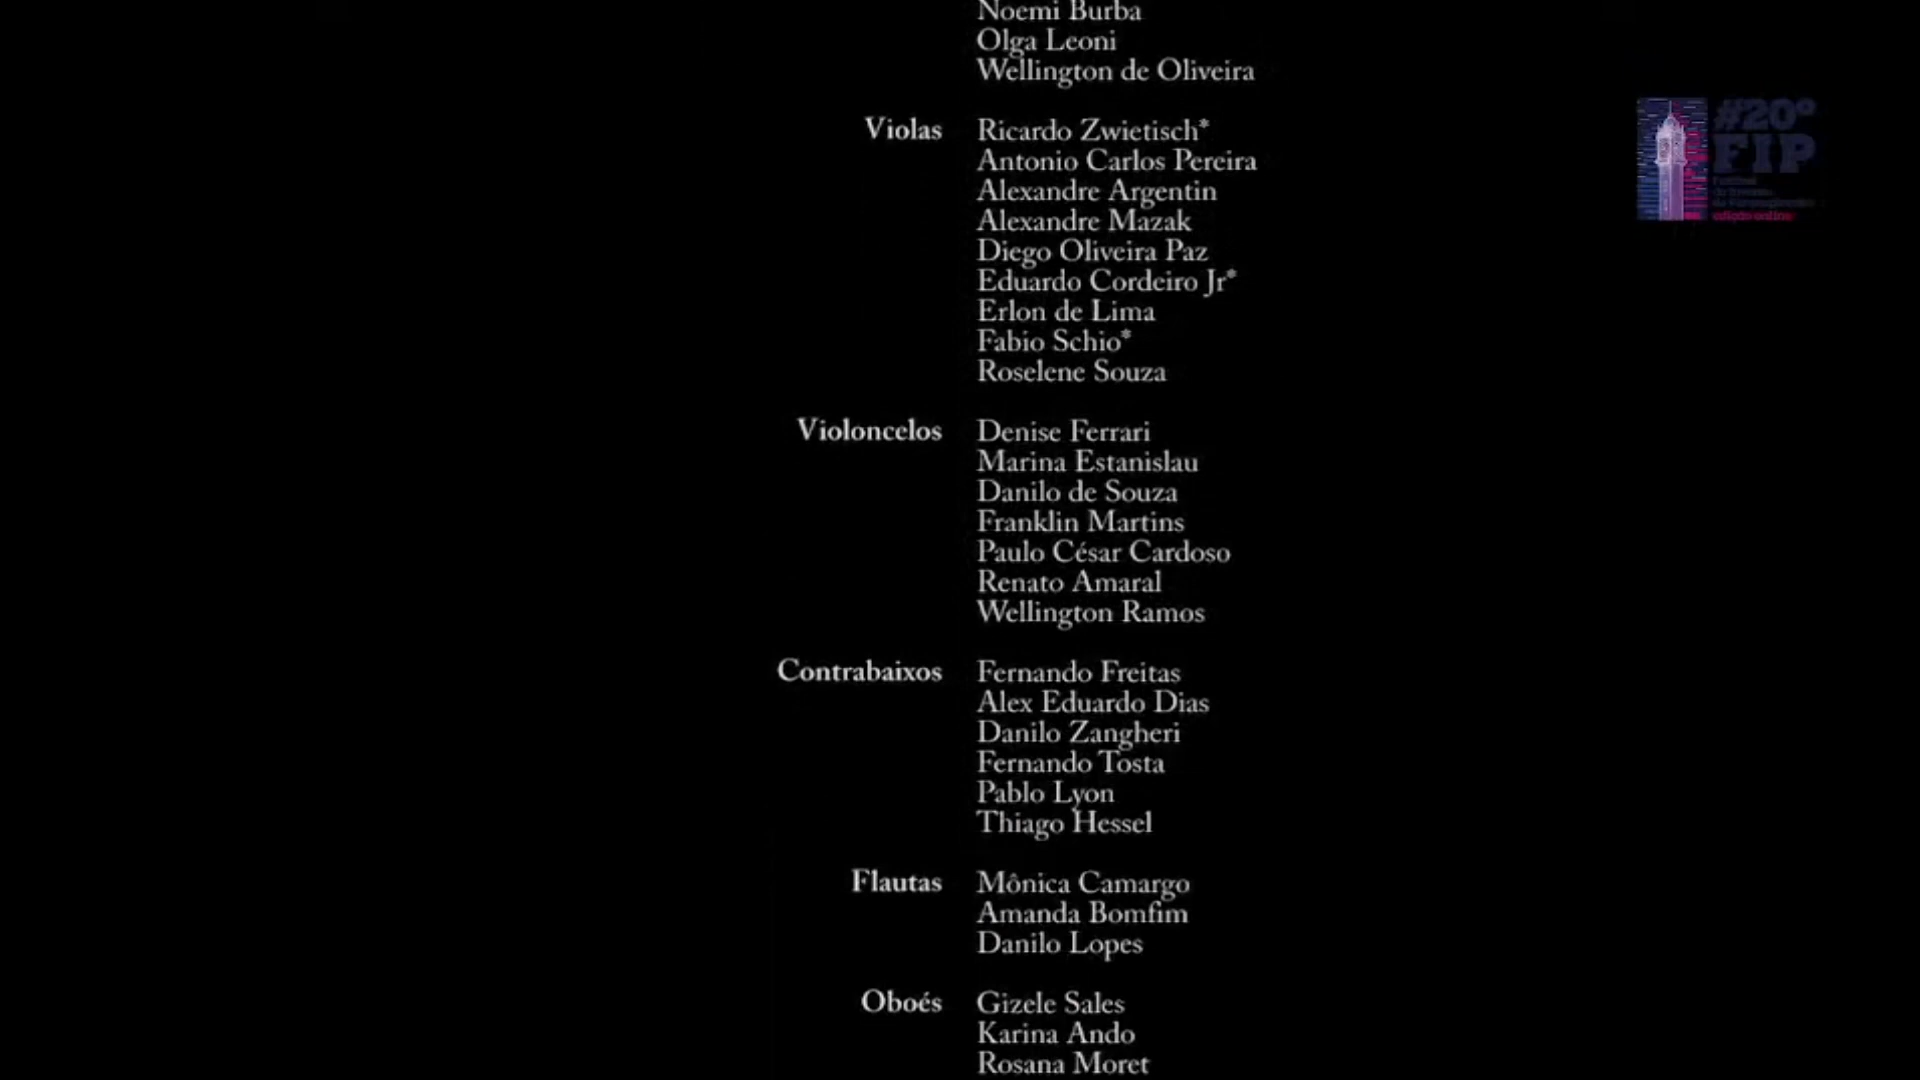 Noemi Burba
Olga Leoni
Wellington de Oliveira
Violas Ricardo Zwietisch*
Antonio Carlos Pereira
Alexandre Argentin
Alexandre Mazak
Diego Oliveira Paz
Eduardo Cordeiro Jr*
Erlon de Lima
Fabio Schio*
Roselene Souza
Violoncelos Denise Ferrari
Marina Estanislau
Danilo de Souza
Franklin Martins
Paulo César Cardoso
Renato Amaral
Wellington Ramos
Contrabaixos Fernando Freitas
Alex Eduardo Dias
Danilo Zangheri
Fernando Tosta
Pablo Lyon
Thiago Hessel
Flautas Mônica Camargo
Amanda Bomfim
Danilo Lopes
Oboés Gizele Sales
Karina Ando
Rosana Moret
#20º
FIP
edição online